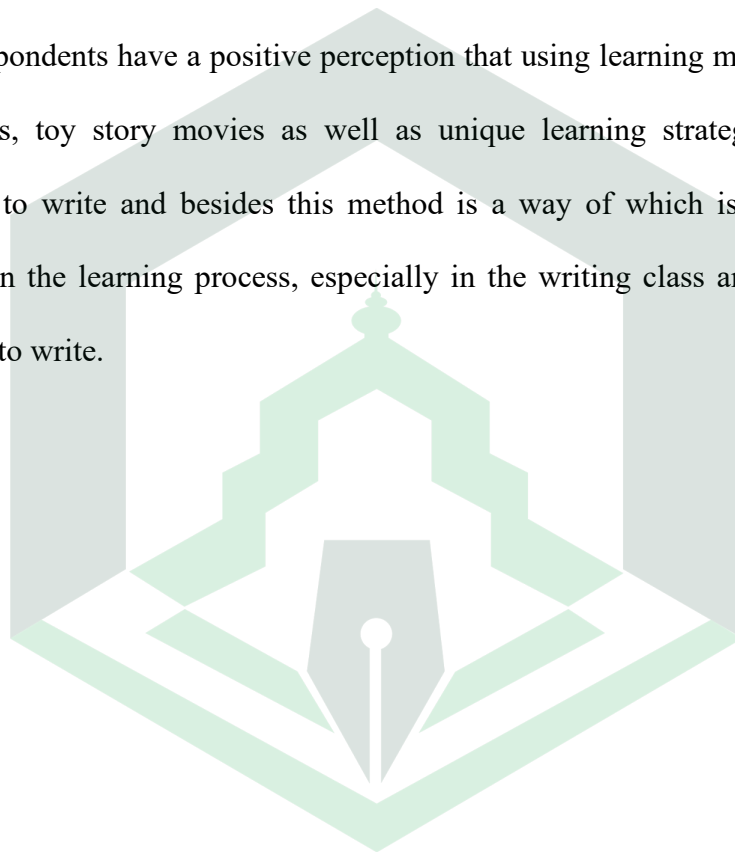 pondents have a positive perception that using learning m
s, toy story movies as well as unique learning strateg
to write and besides this method is a way of which is
n the learning process, especially in the writing class a
to write.